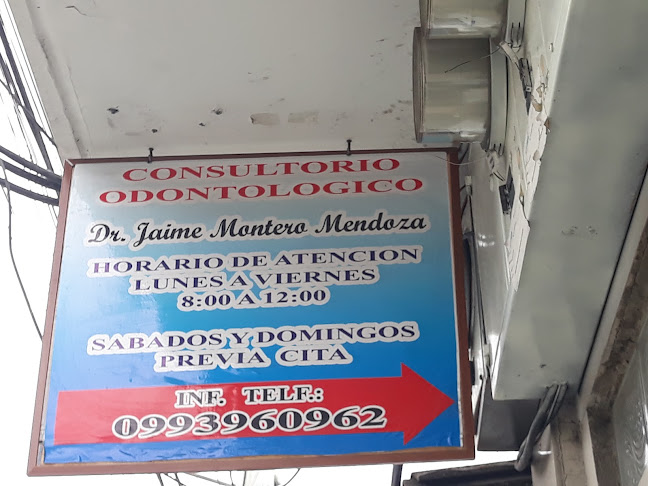 CONSULTORIO
ODONTOLOGICO
Dr. Jaime Montero Mendoza
HORARIO DE ATENCION
LUNES A VIERNES
8:00 A 12:00
SABADOS Y DOMINGOS
PREVIA CITA
INF. TELF.:
0993960962